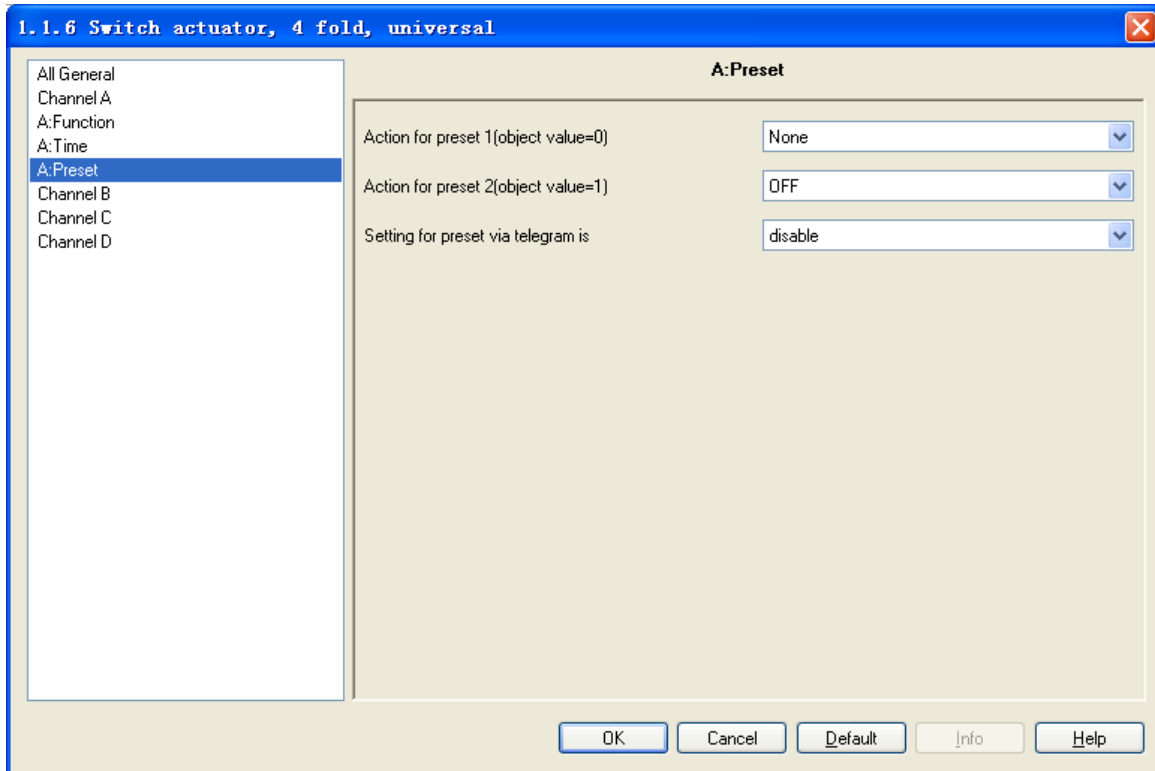 1.1.6 Switch actuator, 4 fold, universal
All General
Channel A
A:Function
A:Time
A:Preset
Channel B
Channel C
Channel D
A:Preset
Action for preset 1(object value=0) None
Action for preset 2(object value=1) OFF
Setting for preset via telegram is disable
OK Cancel Default Info Help